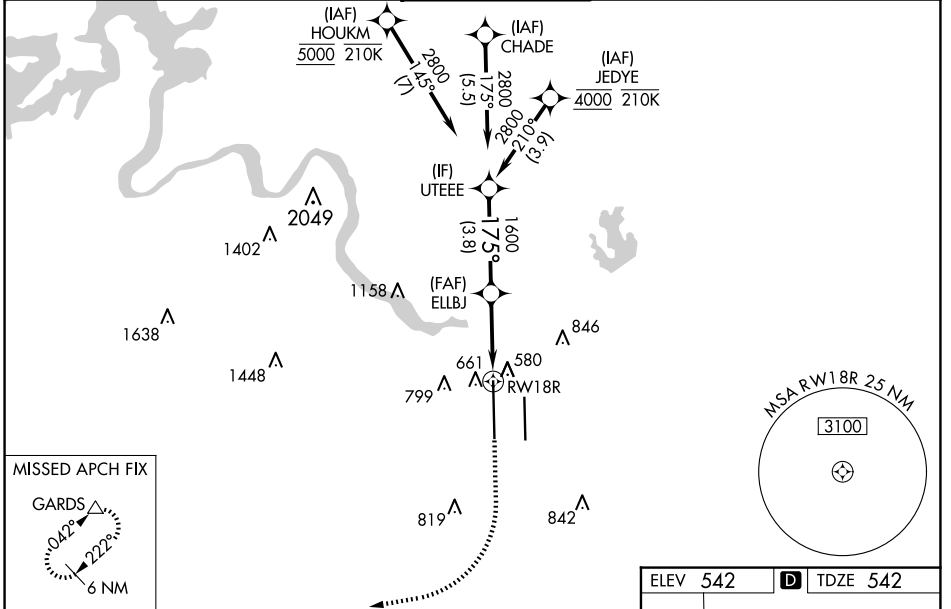 (IAF)
HOUKM
5000 210K
(IAF)
CHADE
(IAF)
JEDYE
4000 210K
2800
145°
(7)
2800
175°
(5.5)
2800
210°
(3.9)
(IF)
UTEEE
1600
175°
(3.8)
2049
1402
(FAF)
ELLBJ
1158
1638
846
1448
661
580
799
RW18R
MSA RW18R 25 NM
3100
MISSED APCH FIX
GARDS
042°
222°
6 NM
819
842
ELEV 542
D
TDZE 542